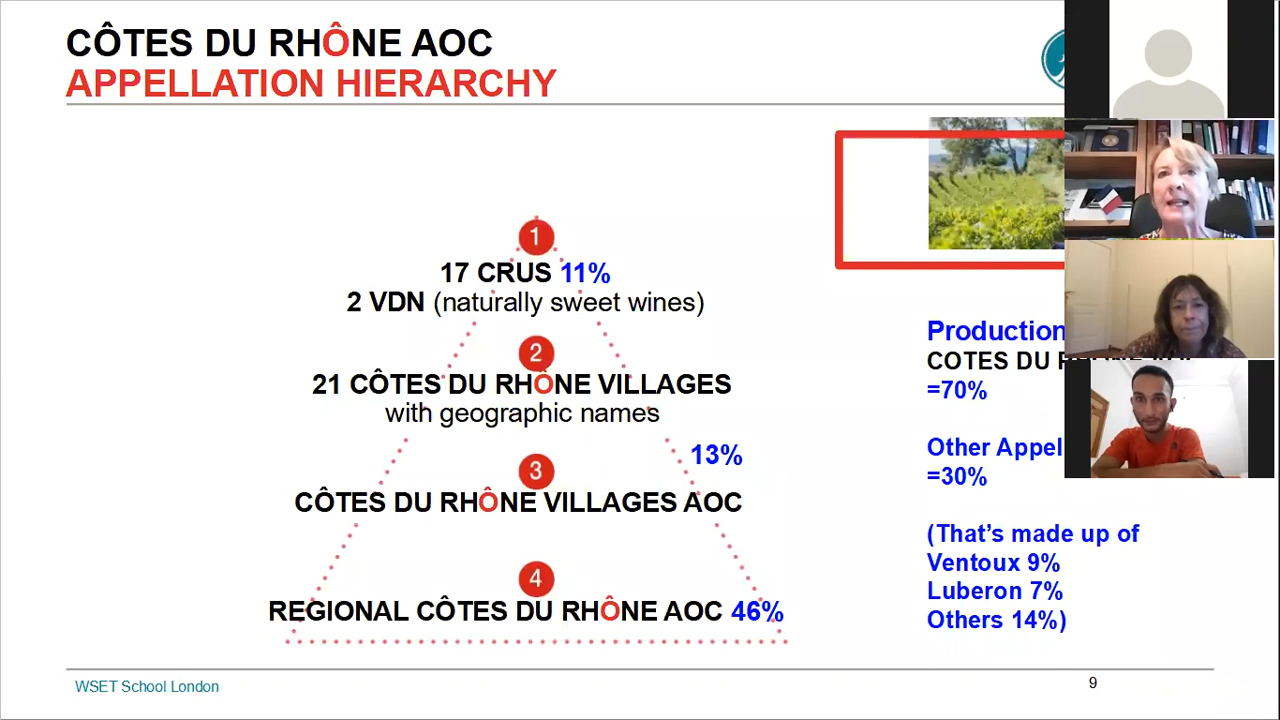 CÔTES DU RHÔNE AOC
APPELLATION HIERARCHY
1
17 CRUS 11%
2 VDN (naturally sweet wines)
2
21 CÔTES DU RHÔNE VILLAGES
with geographic names
13%
3
CÔTES DU RHÔNE VILLAGES AOC
4
REGIONAL CÔTES DU RHÔNE AOC 46%
Production
COTES DU
=70%
Other Appel
=30%
(That’s made up of
Ventoux 9%
Luberon 7%
Others 14%)
WSET School London
9